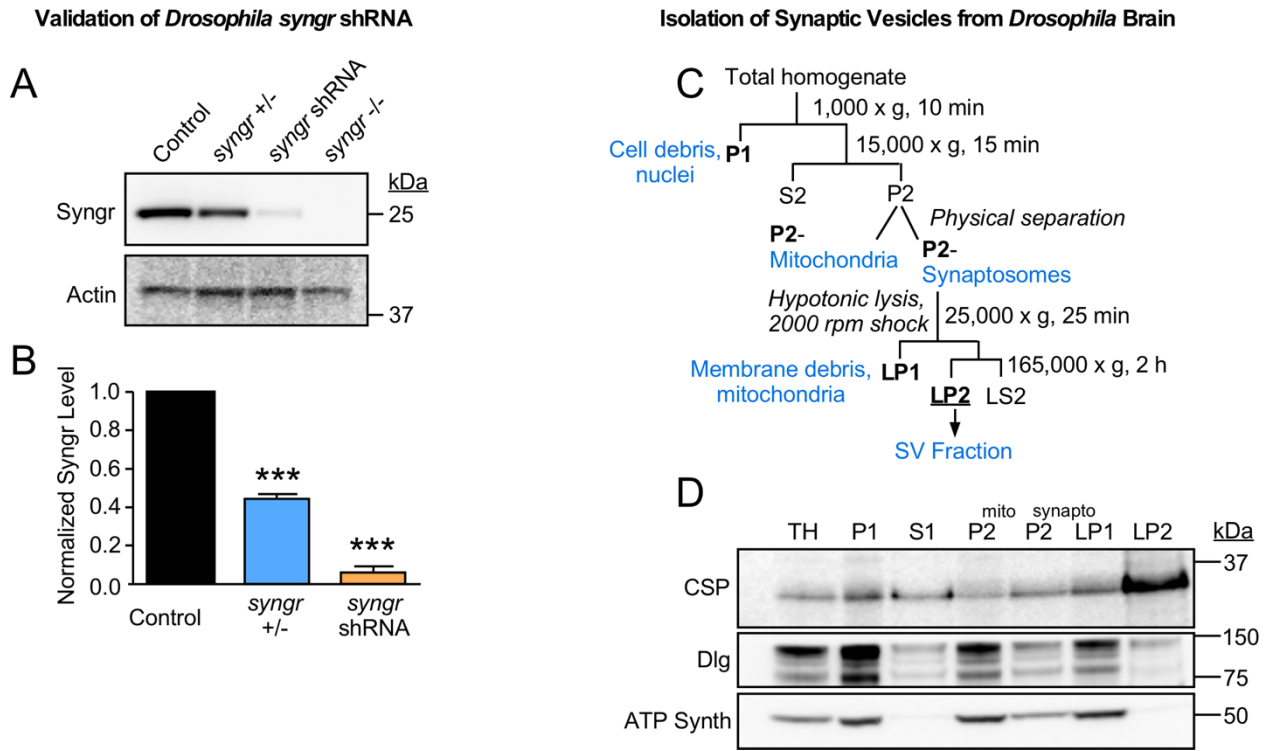 Validation of Drosophila syngr shRNA
A
Control
syngr +/-
syngr shRNA
syngr -/-
kDa
Syngr
25
Actin
37
B
Normalized Syngr Level
1.0
0.8
0.6
0.4
0.2
0.0
***
***
Control
syngr
+/-
syngr
shRNA
Isolation of Synaptic Vesicles from Drosophila Brain
C
Total homogenate
1,000 x g, 10 min
Cell debris, P1
nuclei
15,000 x g, 15 min
S2
P2
Physical separation
P2-
Mitochondria
P2-
Synaptosomes
Hypotonic lysis,
2000 rpm shock
25,000 x g, 25 min
Membrane debris, LP1
mitochondria
165,000 x g, 2 h
LP2 LS2
SV Fraction
D
mito synapto
TH P1 S1 P2 P2 LP1 LP2 kDa
37
CSP
150
Dlg
75
ATP Synth 50